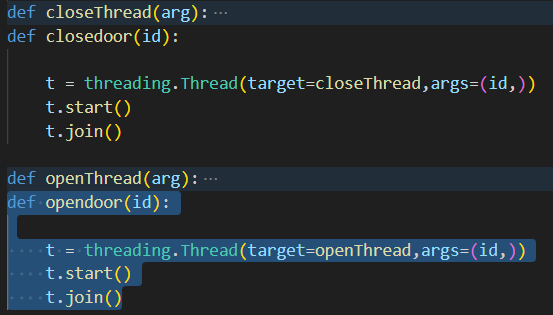 def closeThread(arg):···
def closedoor(id):
    t = threading.Thread(target=closeThread,args=(id,))
    t.start()
    t.join()
def openThread(arg):···
def opendoor(id):
    t = threading.Thread(target=openThread,args=(id,))
    t.start()
    t.join()